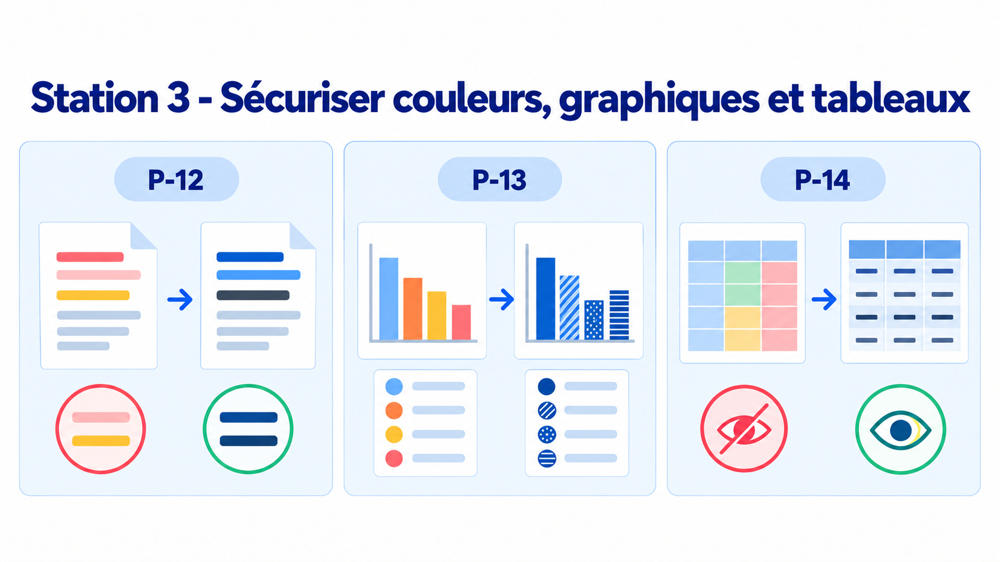 Station 3 - Sécuriser couleurs, graphiques et tableaux
P-12
P-13
P-14